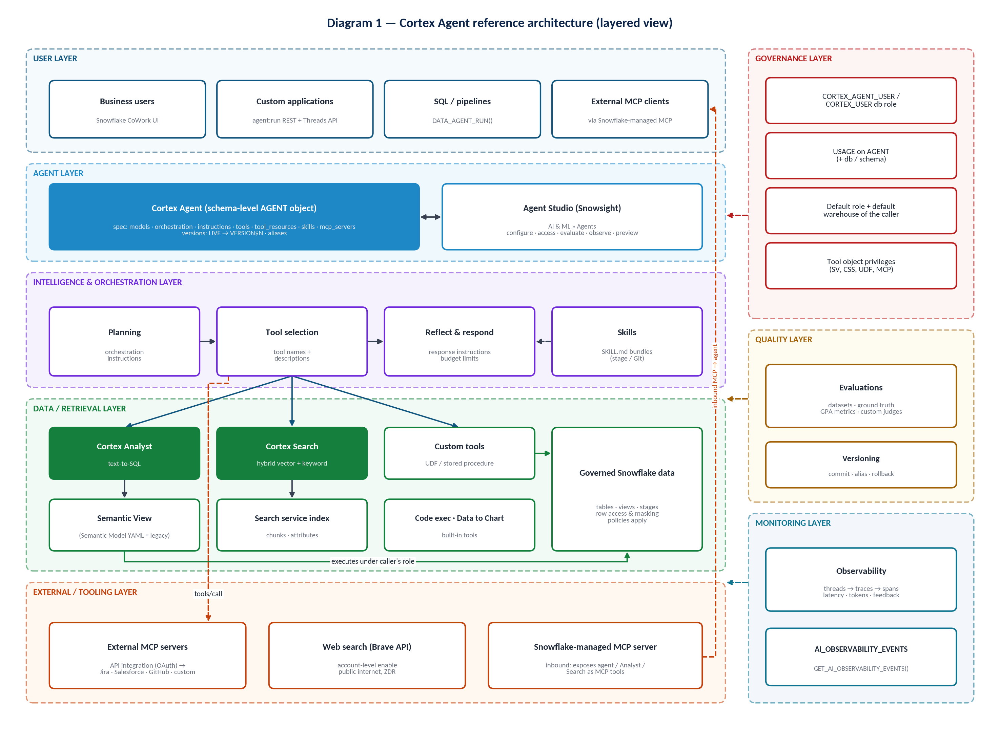 Diagram 1 — Cortex Agent reference architecture (layered view)
USER LAYER
Business users
Snowflake CoWork UI
Custom applications
agent:run REST + Threads API
SQL / pipelines
DATA_AGENT_RUN()
External MCP clients
via Snowflake-managed MCP
AGENT LAYER
Cortex Agent (schema-level AGENT object)
spec: models · orchestration · instructions · tools · tool_resources · skills · mcp_servers
versions: LIVE → VERSION$N · aliases
Agent Studio (Snowsight)
AI & ML » Agents
configure · access · evaluate · observe · preview
INTELLIGENCE & ORCHESTRATION LAYER
Planning
orchestration
instructions
Tool selection
tool names +
descriptions
Reflect & respond
response instructions
budget limits
Skills
SKILL.md bundles
(stage / Git)
inbound MCP → agent
DATA / RETRIEVAL LAYER
Cortex Analyst
text-to-SQL
Cortex Search
hybrid vector + keyword
Custom tools
UDF / stored procedure
Governed Snowflake data
tables · views · stages
row access & masking
policies apply
Semantic View
(Semantic Model YAML = legacy)
Search service index
chunks · attributes
Code exec · Data to Chart
built-in tools
executes under caller's role
EXTERNAL / TOOLING LAYER
tools/call
External MCP servers
API integration (OAuth) →
Jira · Salesforce · GitHub · custom
Web search (Brave API)
account-level enable
public internet, ZDR
Snowflake-managed MCP server
inbound: exposes agent / Analyst /
Search as MCP tools
GOVERNANCE LAYER
CORTEX_AGENT_USER /
CORTEX_USER db role
USAGE on AGENT
(+ db / schema)
Default role + default
warehouse of the caller
Tool object privileges
(SV, CSS, UDF, MCP)
QUALITY LAYER
Evaluations
datasets · ground truth
GPA metrics · custom judges
Versioning
commit · alias · rollback
MONITORING LAYER
Observability
threads → traces → spans
latency · tokens · feedback
AI_OBSERVABILITY_EVENTS
GET_AI_OBSERVABILITY_EVENTS()